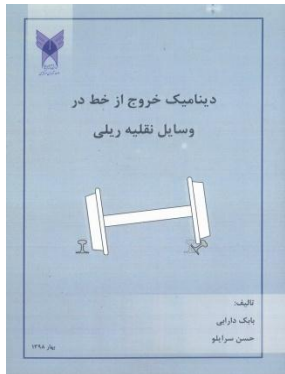 دینامیک خروج از خط در
وسایل نقلیه ریلی
تالیف:
بابک دارابی
حسن سرایلو
بهار ۱۳۹۸